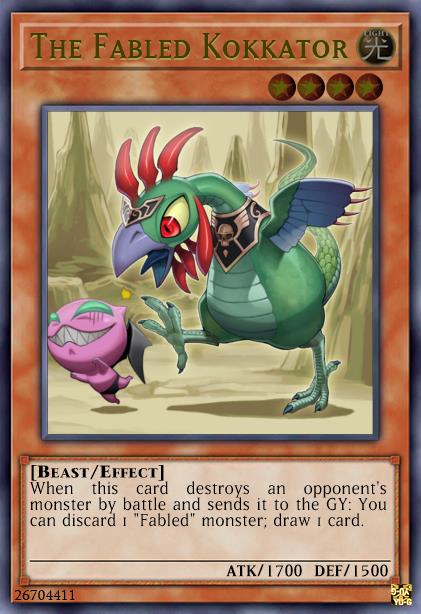 THE FABLED KOKKATOR
LIGHT
光
[BEAST/EFFECT]
When this card destroys an opponent's
monster by battle and sends it to the GY: You
can discard 1 "Fabled" monster; draw 1 card.
ATK/1700 DEF/1500
26704411